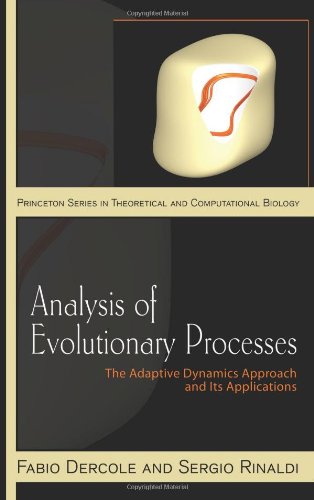 Princeton Series in Theoretical and Computational Biology
Analysis of
Evolutionary Processes
The Adaptive Dynamics Approach
and Its Applications
Fabio Dercole and Sergio Rinaldi